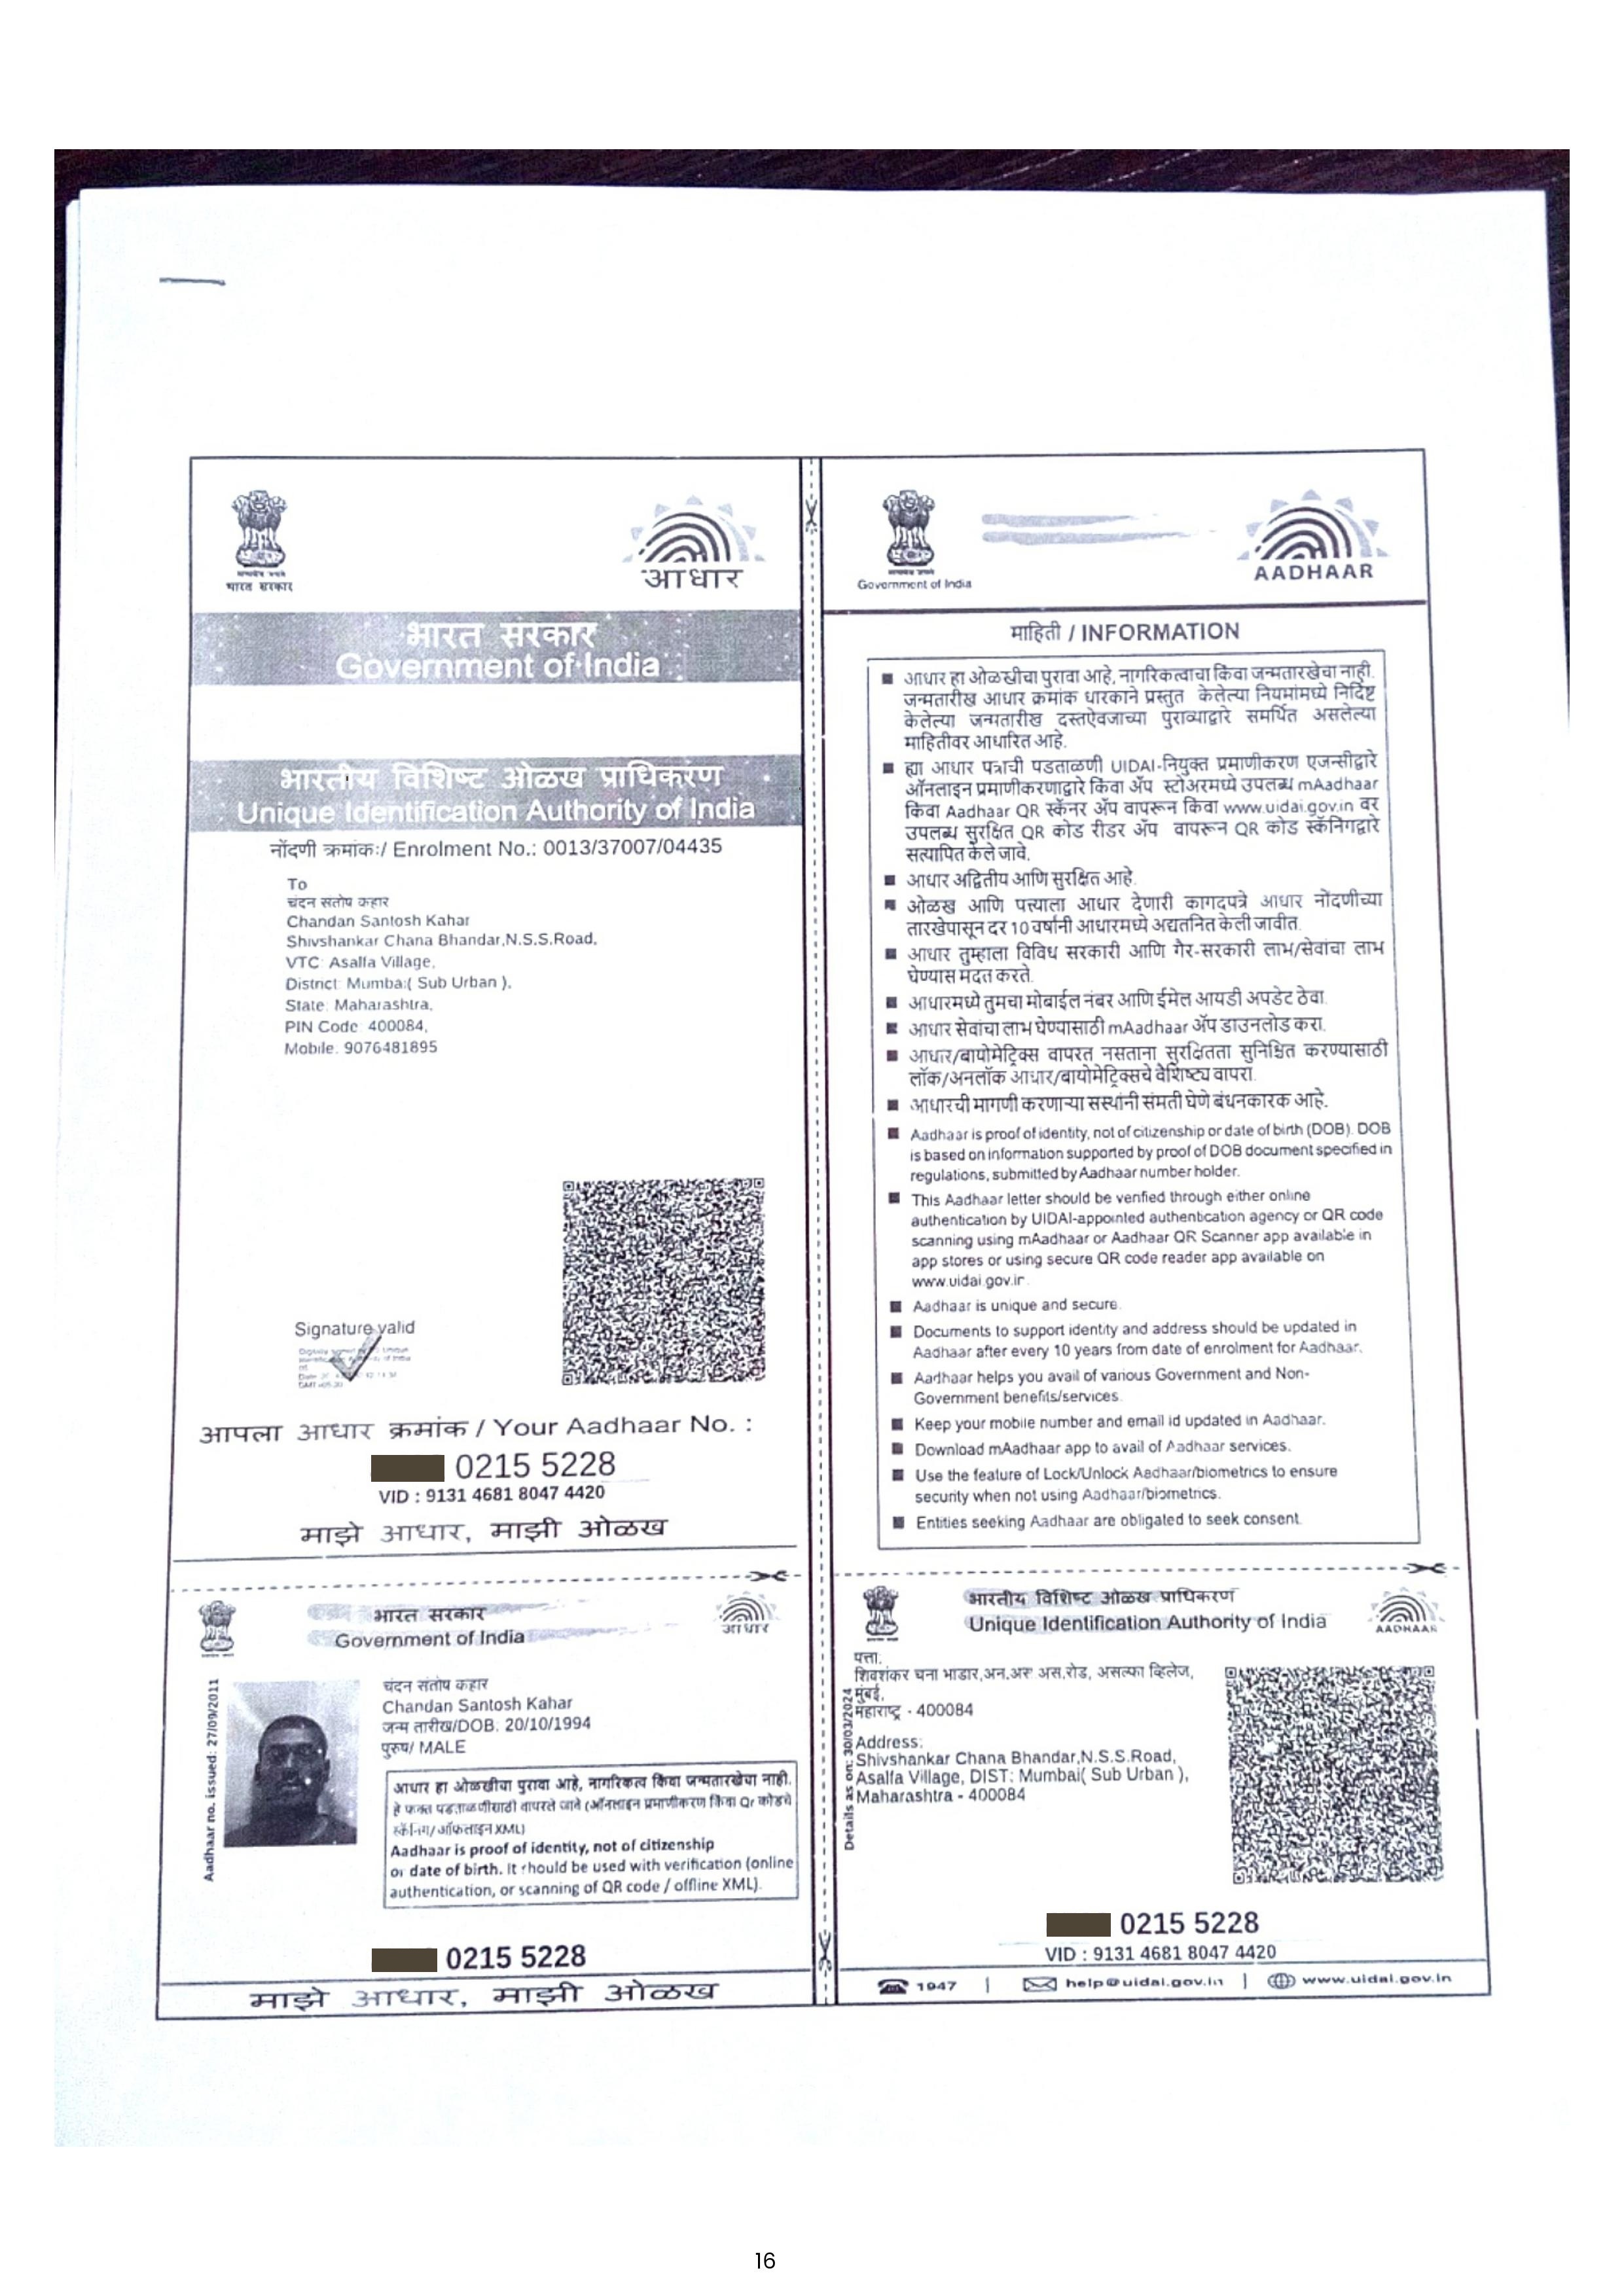 भारत सरकार
आधार
भारत सरकार
Government of India
भारतीय विशिष्ट ओळख प्राधिकरण
Unique Identification Authority of India
नोंदणी क्रमांकः/ Enrolment No.: 0013/37007/04435
To
चंदन संतोष कहार
Chandan Santosh Kahar
Shivshankar Chana Bhandar,N.S.S.Road,
VTC: Asalfa Village,
District: Mumbai( Sub Urban ),
State: Maharashtra,
PIN Code: 400084,
Mobile: 9076481895
Signature valid
आपला आधार क्रमांक / Your Aadhaar No. :
0215 5228
VID : 9131 4681 8047 4420
माझे आधार, माझी ओळख
भारत सरकार
Government of India
आधार
Aadhaar no. issued: 27/09/2011
चंदन संतोष कहार
Chandan Santosh Kahar
जन्म तारीख/DOB: 20/10/1994
पुरुष/ MALE
आधार हा ओळखीचा पुरावा आहे, नागरिकत्व किंवा जन्मतारखेचा नाही.
हे फक्त पडताळणीसाठी वापरले जावे (ऑनलाइन प्रमाणीकरण किंवा Qr कोडचे
स्कॅनिंग/ ऑफलाइन XML)
Aadhaar is proof of identity, not of citizenship
or date of birth. It should be used with verification (online
authentication, or scanning of QR code / offline XML).
0215 5228
माझे आधार, माझी ओळख
Government of India
AADHAAR
माहिती / INFORMATION
आधार हा ओळखीचा पुरावा आहे, नागरिकत्वाचा किंवा जन्मतारखेचा नाही.
जन्मतारीख आधार क्रमांक धारकाने प्रस्तुत केलेल्या नियमांमध्ये निर्दिष्ट
केलेल्या जन्मतारीख दस्तऐवजाच्या पुराव्याद्वारे समर्थित असलेल्या
माहितीवर आधारित आहे.
ह्या आधार पत्राची पडताळणी UIDAI-नियुक्त प्रमाणीकरण एजन्सीद्वारे
ऑनलाइन प्रमाणीकरणाद्वारे किंवा ॲप स्टोअरमध्ये उपलब्ध mAadhaar
किंवा Aadhaar QR स्कॅनर ॲप वापरून किंवा www.uidai.gov.in वर
उपलब्ध सुरक्षित QR कोड रीडर ॲप वापरून QR कोड स्कॅनिंगद्वारे
सत्यापित केले जावे.
आधार अद्वितीय आणि सुरक्षित आहे.
ओळख आणि पत्त्याला आधार देणारी कागदपत्रे आधार नोंदणीच्या
तारखेपासून दर 10 वर्षांनी आधारमध्ये अद्यतनित केली जावीत.
आधार तुम्हाला विविध सरकारी आणि गैर-सरकारी लाभ/सेवांचा लाभ
घेण्यास मदत करते.
आधारमध्ये तुमचा मोबाईल नंबर आणि ईमेल आयडी अपडेट ठेवा.
आधार सेवांचा लाभ घेण्यासाठी mAadhaar ॲप डाउनलोड करा.
आधार/बायोमेट्रिक्स वापरत नसताना सुरक्षितता सुनिश्चित करण्यासाठी
लॉक/अनलॉक आधार/बायोमेट्रिक्सचे वैशिष्ट्य वापरा.
आधारची मागणी करणाऱ्या संस्थांनी संमती घेणे बंधनकारक आहे.
Aadhaar is proof of identity, not of citizenship or date of birth (DOB). DOB
is based on information supported by proof of DOB document specified in
regulations, submitted by Aadhaar number holder.
This Aadhaar letter should be verified through either online
authentication by UIDAI-appointed authentication agency or QR code
scanning using mAadhaar or Aadhaar QR Scanner app available in
app stores or using secure QR code reader app available on
www.uidai.gov.in.
Aadhaar is unique and secure.
Documents to support identity and address should be updated in
Aadhaar after every 10 years from date of enrolment for Aadhaar.
Aadhaar helps you avail of various Government and Non-
Government benefits/services.
Keep your mobile number and email id updated in Aadhaar.
Download mAadhaar app to avail of Aadhaar services.
Use the feature of Lock/Unlock Aadhaar/biometrics to ensure
security when not using Aadhaar/biometrics.
Entities seeking Aadhaar are obligated to seek consent.
भारतीय विशिष्ट ओळख प्राधिकरण
Unique Identification Authority of India
AADHAAR
Details as on: 30/03/2024
पत्ता:
शिवशंकर चना भांडार,अन.अस.अस.रोड, असल्फा व्हिलेज,
मुंबई,
महाराष्ट्र - 400084
Address:
Shivshankar Chana Bhandar,N.S.S.Road,
Asalfa Village, DIST: Mumbai( Sub Urban ),
Maharashtra - 400084
0215 5228
VID : 9131 4681 8047 4420
1947 | help@uidai.gov.in | www.uidai.gov.in
16